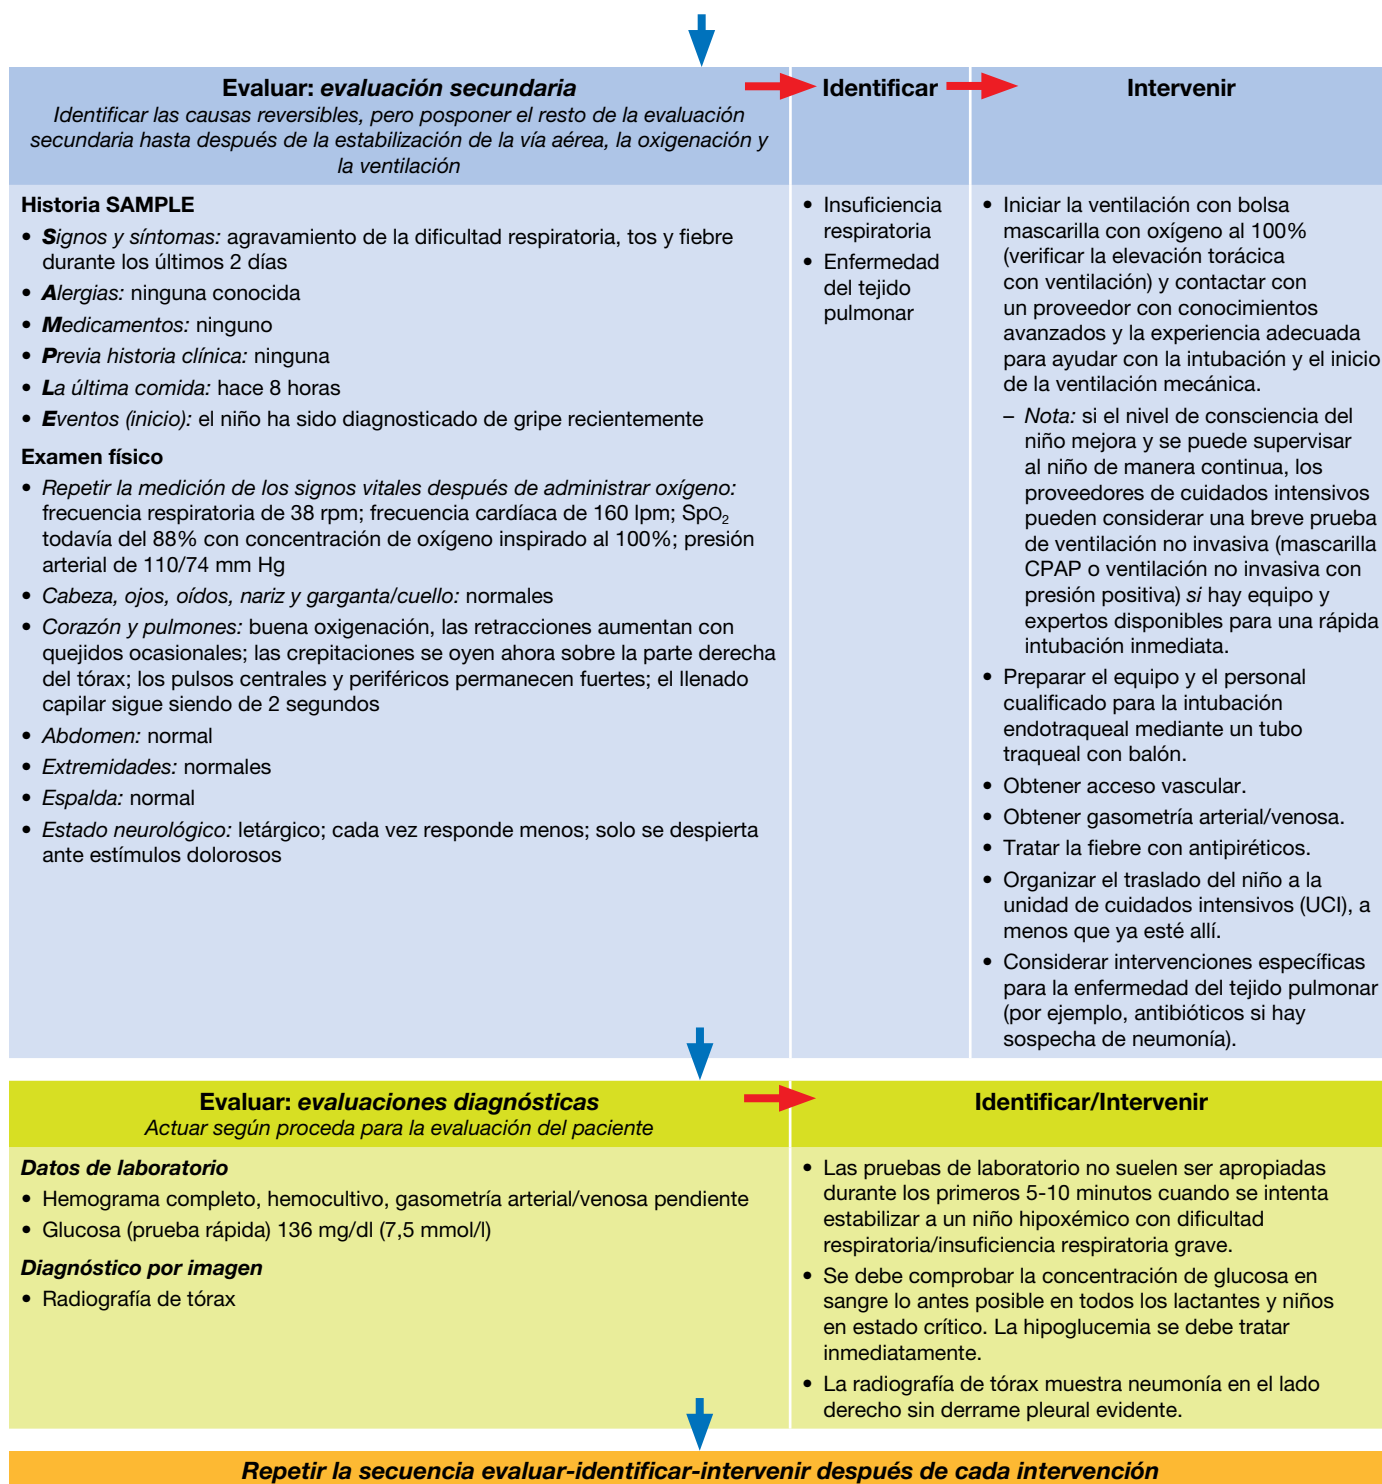 Evaluar: evaluación secundaria
Identificar las causas reversibles, pero posponer el resto de la evaluación
secundaria hasta después de la estabilización de la vía aérea, la oxigenación y
la ventilación
Identificar
Intervenir
Historia SAMPLE
• Signos y síntomas: agravamiento de la dificultad respiratoria, tos y fiebre
durante los últimos 2 días
• Alergias: ninguna conocida
• Medicamentos: ninguno
• Previa historia clínica: ninguna
• La última comida: hace 8 horas
• Eventos (inicio): el niño ha sido diagnosticado de gripe recientemente
Examen físico
• Repetir la medición de los signos vitales después de administrar oxígeno:
frecuencia respiratoria de 38 rpm; frecuencia cardíaca de 160 lpm; SpO₂
todavía del 88% con concentración de oxígeno inspirado al 100%; presión
arterial de 110/74 mm Hg
• Cabeza, ojos, oídos, nariz y garganta/cuello: normales
• Corazón y pulmones: buena oxigenación, las retracciones aumentan con
quejidos ocasionales; las crepitaciones se oyen ahora sobre la parte derecha
del tórax; los pulsos centrales y periféricos permanecen fuertes; el llenado
capilar sigue siendo de 2 segundos
• Abdomen: normal
• Extremidades: normales
• Espalda: normal
• Estado neurológico: letárgico; cada vez responde menos; solo se despierta
ante estímulos dolorosos
• Insuficiencia
respiratoria
• Enfermedad
del tejido
pulmonar
• Iniciar la ventilación con bolsa
mascarilla con oxígeno al 100%
(verificar la elevación torácica
con ventilación) y contactar con
un proveedor con conocimientos
avanzados y la experiencia adecuada
para ayudar con la intubación y el inicio
de la ventilación mecánica.
– Nota: si el nivel de consciencia del
niño mejora y se puede supervisar
al niño de manera continua, los
proveedores de cuidados intensivos
pueden considerar una breve prueba
de ventilación no invasiva (mascarilla
CPAP o ventilación no invasiva con
presión positiva) si hay equipo y
expertos disponibles para una rápida
intubación inmediata.
• Preparar el equipo y el personal
cualificado para la intubación
endotraqueal mediante un tubo
traqueal con balón.
• Obtener acceso vascular.
• Obtener gasometría arterial/venosa.
• Tratar la fiebre con antipiréticos.
• Organizar el traslado del niño a la
unidad de cuidados intensivos (UCI), a
menos que ya esté allí.
• Considerar intervenciones específicas
para la enfermedad del tejido pulmonar
(por ejemplo, antibióticos si hay
sospecha de neumonía).
Evaluar: evaluaciones diagnósticas
Actuar según proceda para la evaluación del paciente
Identificar/Intervenir
Datos de laboratorio
• Hemograma completo, hemocultivo, gasometría arterial/venosa pendiente
• Glucosa (prueba rápida) 136 mg/dl (7,5 mmol/l)
Diagnóstico por imagen
• Radiografía de tórax
• Las pruebas de laboratorio no suelen ser apropiadas
durante los primeros 5-10 minutos cuando se intenta
estabilizar a un niño hipoxémico con dificultad
respiratoria/insuficiencia respiratoria grave.
• Se debe comprobar la concentración de glucosa en
sangre lo antes posible en todos los lactantes y niños
en estado crítico. La hipoglucemia se debe tratar
inmediatamente.
• La radiografía de tórax muestra neumonía en el lado
derecho sin derrame pleural evidente.
Repetir la secuencia evaluar-identificar-intervenir después de cada intervención